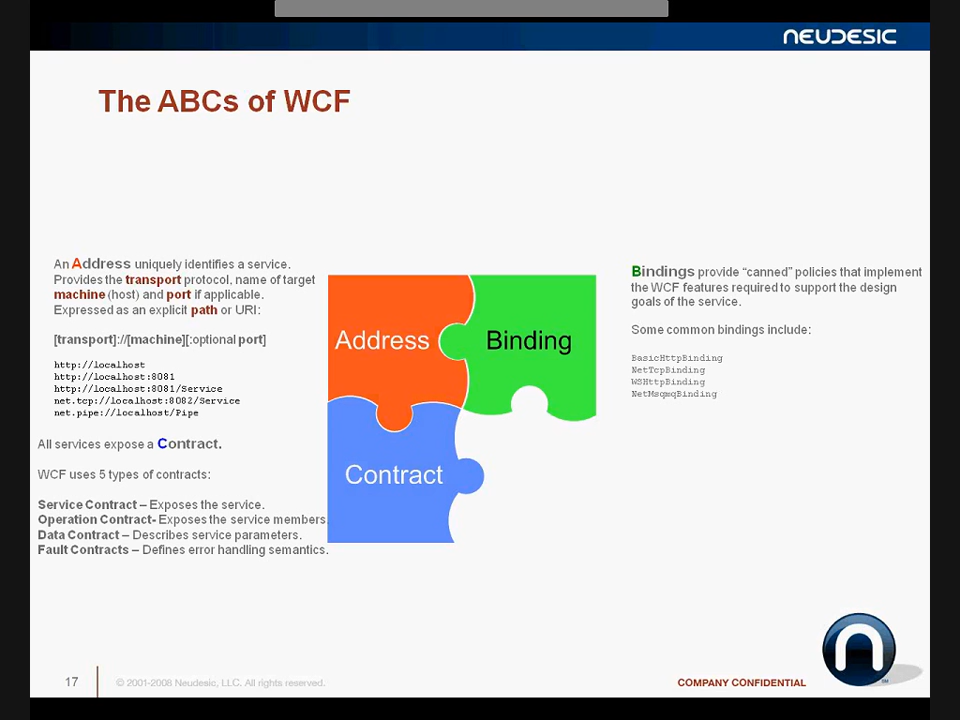 NEUDESIC
The ABCs of WCF
An Address uniquely identifies a service.
Provides the transport protocol, name of target
machine (host) and port if applicable.
Expressed as an explicit path or URI:
[transport]://[machine][:optional port]
http://localhost
http://localhost:8081
http://localhost:8081/Service
net.tcp://localhost:8082/Service
net.pipe://localhost/Pipe
All services expose a Contract.
WCF uses 5 types of contracts:
Service Contract – Exposes the service.
Operation Contract- Exposes the service members.
Data Contract – Describes service parameters.
Fault Contracts – Defines error handling semantics.
Address
Binding
Contract
Bindings provide “canned” policies that implement
the WCF features required to support the design
goals of the service.
Some common bindings include:
BasicHttpBinding
NetTcpBinding
WSHttpBinding
NetMsqmqBinding
17
© 2001-2008 Neudesic, LLC. All rights reserved.
COMPANY CONFIDENTIAL
n